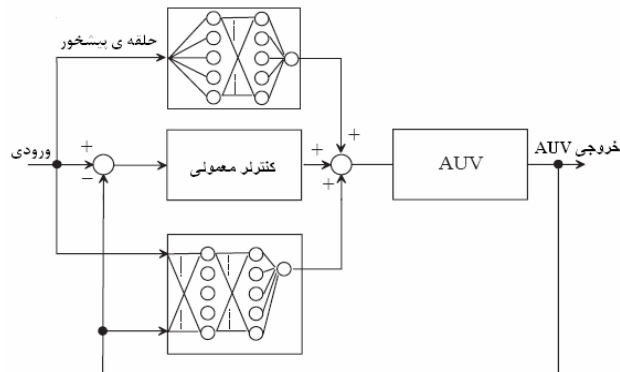 حلقه ی پیشخور
ورودی
+
−
کنترلر معمولی
+
+
+
AUV
خروجی AUV